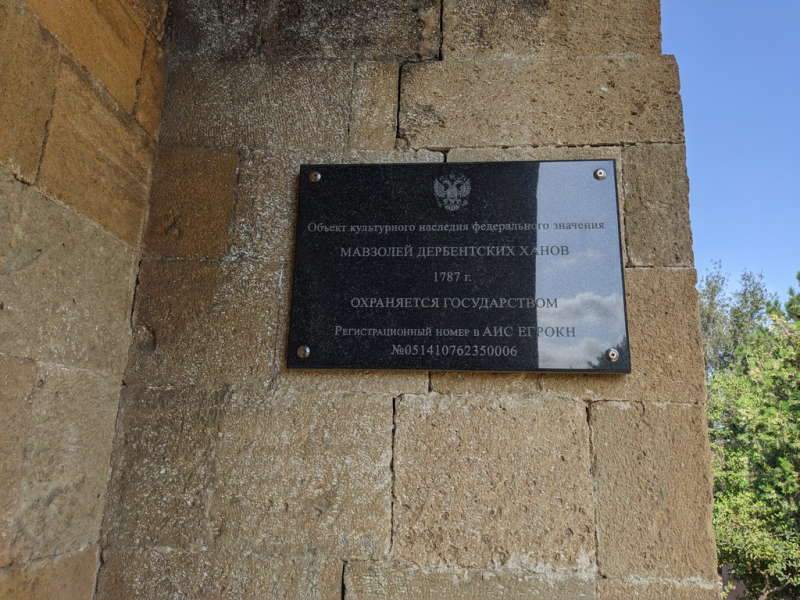 Объект культурного наследия федерального значения
МАВЗОЛЕЙ ДЕРБЕНТСКИХ ХАНОВ
1787 г.
ОХРАНЯЕТСЯ ГОСУДАРСТВОМ
Регистрационный номер в АИС ЕГРОКН
№051410762350006